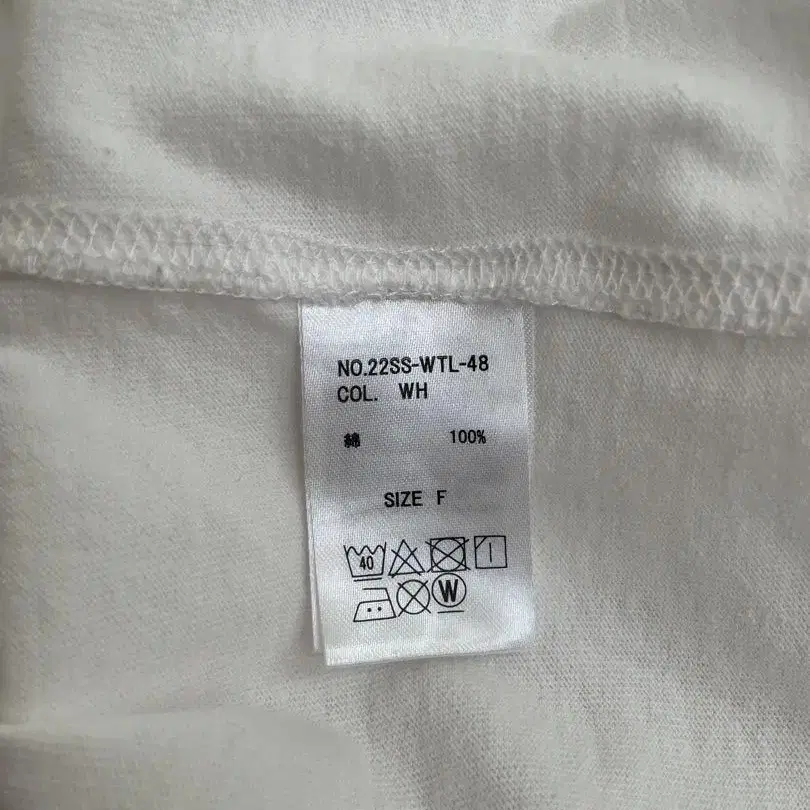 NO.22SS-WTL-48
COL. WH
綿 100%
SIZE F
40
W